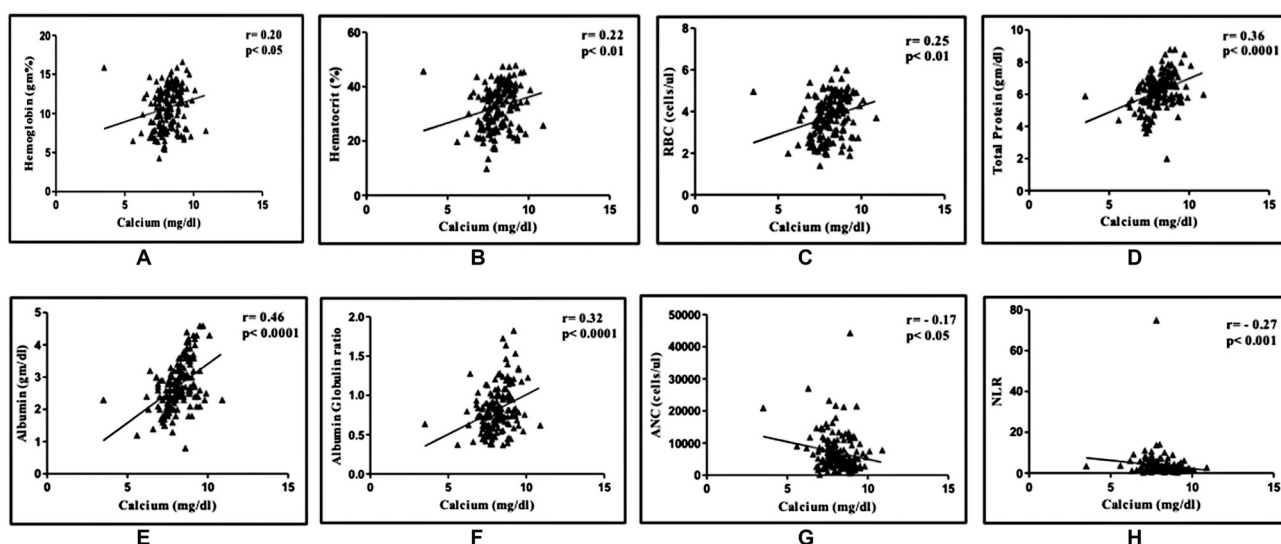 r= 0.20
p< 0.05
Hemoglobin (gm%)
20
15
10
5
0
0 5 10 15
Calcium (mg/dl)
A
r= 0.22
p< 0.01
Hematocrit (%)
60
40
20
0
0 5 10 15
Calcium (mg/dl)
B
r= 0.25
p< 0.01
RBC (cells/ul)
8
6
4
2
0
0 5 10 15
Calcium (mg/dl)
C
r= 0.36
p< 0.0001
Total Protein (gm/dl)
10
8
6
4
2
0
0 5 10 15
Calcium (mg/dl)
D
r= 0.46
p< 0.0001
Albumin (gm/dl)
5
4
3
2
1
0
0 5 10 15
Calcium (mg/dl)
E
r= 0.32
p< 0.0001
Albumin Globulin ratio
2.0
1.5
1.0
0.5
0.0
0 5 10 15
Calcium (mg/dl)
F
r= - 0.17
p< 0.05
ANC (cells/ul)
50000
40000
30000
20000
10000
0
0 5 10 15
Calcium (mg/dl)
G
r= - 0.27
p< 0.001
NLR
80
60
40
20
0
0 5 10 15
Calcium (mg/dl)
H